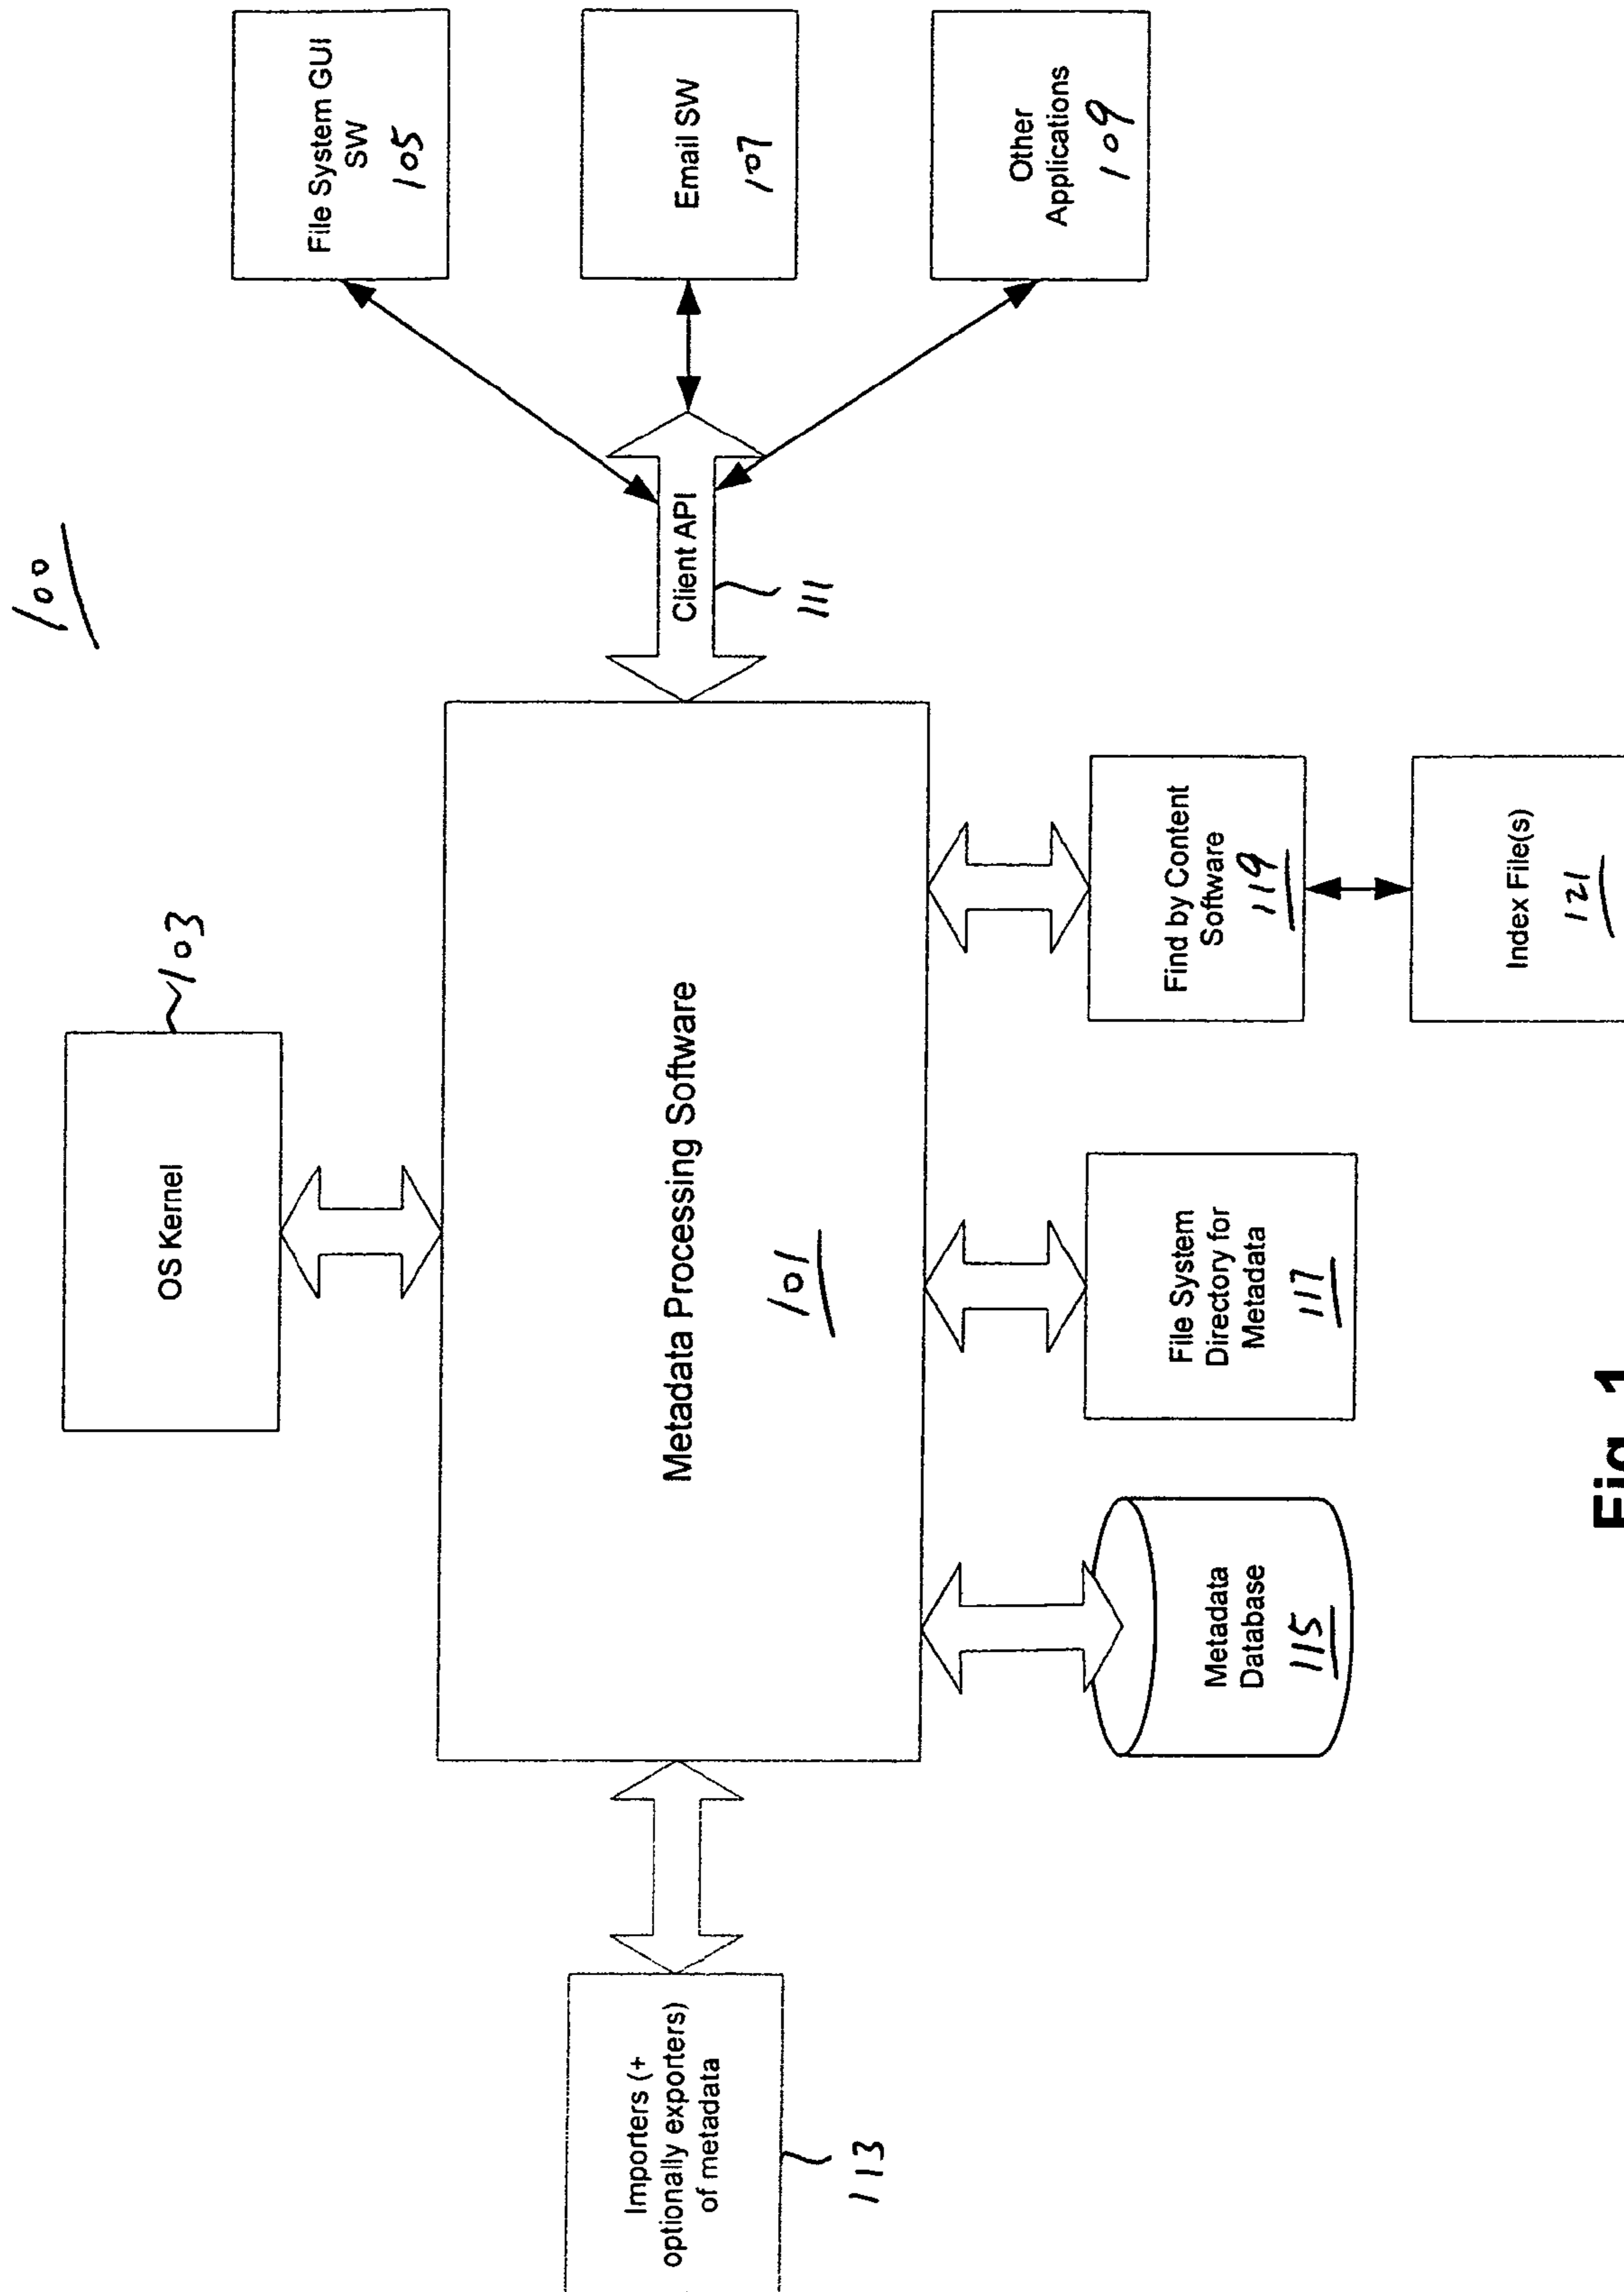 100
OS Kernel
103
File System GUI
SW
105
Email SW
107
Other
Applications
109
Client API
111
Metadata Processing Software
101
Importers (+
optionally exporters)
of metadata
113
Metadata
Database
115
File System
Directory for
Metadata
117
Find by Content
Software
119
Index File(s)
121
Fig. 1